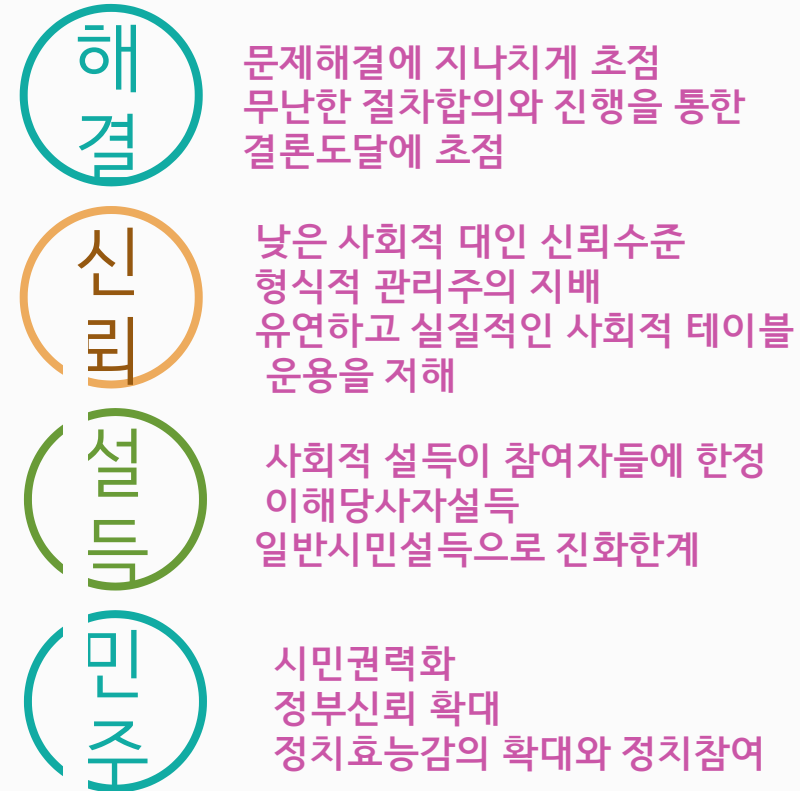 해
결
문제해결에 지나치게 초점
무난한 절차합의와 진행을 통한
결론도달에 초점
신
뢰
낮은 사회적 대인 신뢰수준
형식적 관리주의 지배
유연하고 실질적인 사회적 테이블
운용을 저해
설
득
사회적 설득이 참여자들에 한정
이해당사자설득
일반시민설득으로 진화한계
민
주
시민권력화
정부신뢰 확대
정치효능감의 확대와 정치참여